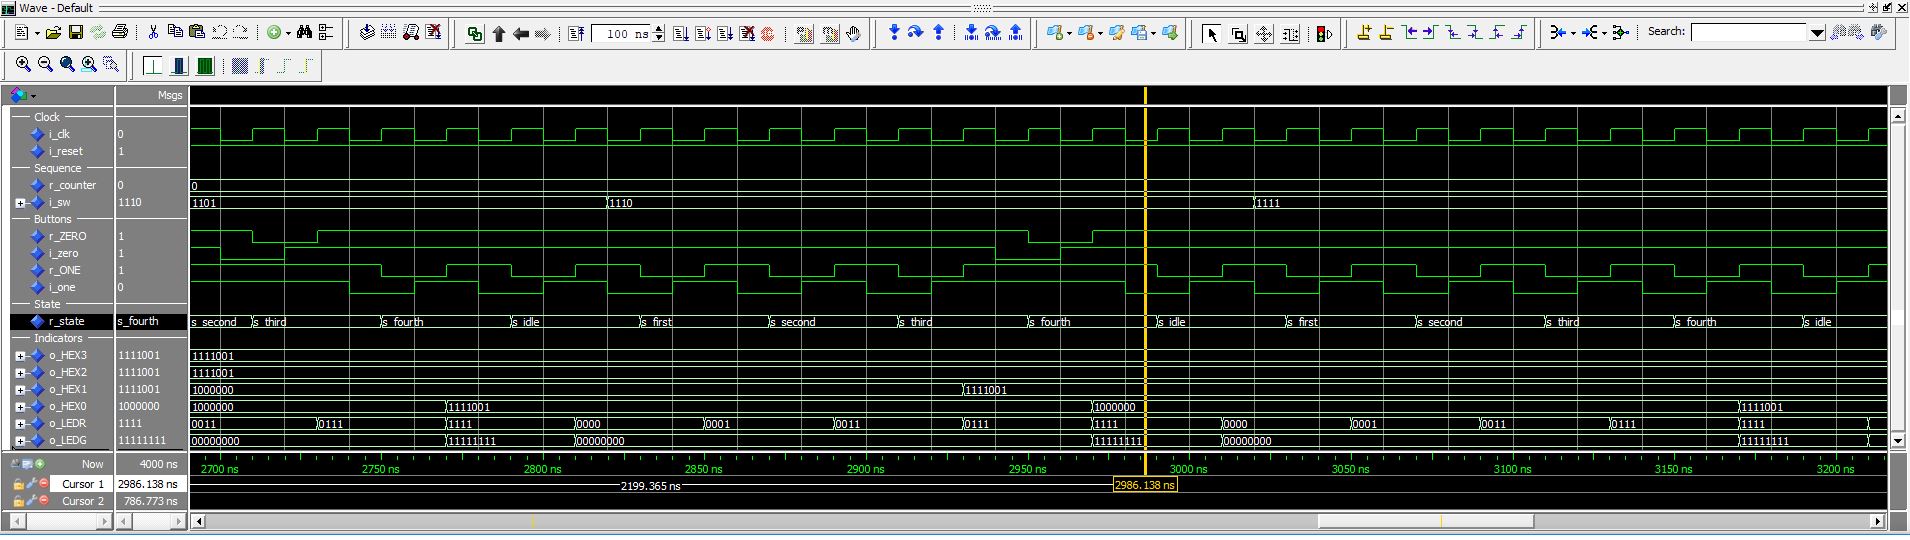 Wave - Default
100 ns
Search:
Msgs
Clock
i_clk 0
i_reset 1
Sequence
r_counter 0 0
i_sw 1110 1101 1110 1111
Buttons
r_ZERO 1
i_zero 1
r_ONE 1
i_one 0
State
r_state s_fourth s_second s_third s_fourth s_idle s_first s_second s_third s_fourth s_idle s_first s_second s_third s_fourth s_idle
Indicators
o_HEX3 1111001 1111001
o_HEX2 1111001 1111001
o_HEX1 1111001 1000000 1111001
o_HEX0 1000000 1000000 1111001 1000000 1111001
o_LEDR 1111 0011 0111 1111 0000 0001 0011 0111 1111 0000 0001 0011 0111 1111
o_LEDG 11111111 00000000 11111111 00000000 11111111 00000000 11111111
Now 4000 ns 2700 ns 2750 ns 2800 ns 2850 ns 2900 ns 2950 ns 3000 ns 3050 ns 3100 ns 3150 ns 3200 ns
Cursor 1 2986.138 ns 2199.365 ns 2986.138 ns
Cursor 2 786.773 ns